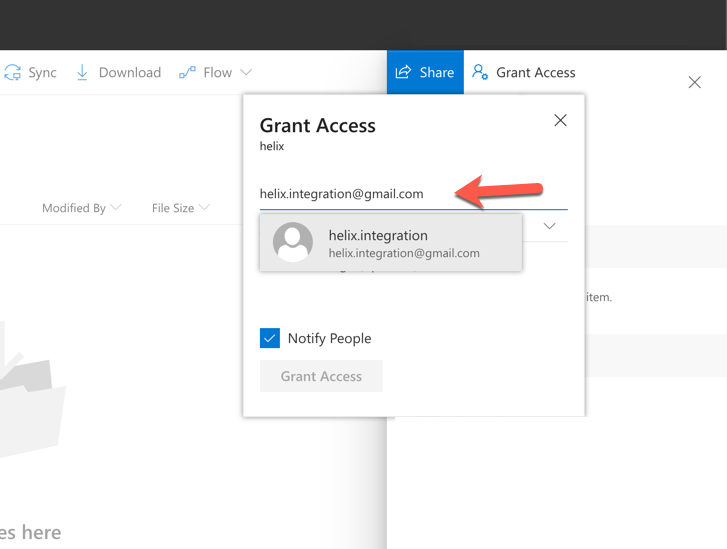 Sync Download Flow Share Grant Access
Grant Access
helix
helix.integration@gmail.com
Modified By File Size
helix.integration
helix.integration@gmail.com
item.
Notify People
Grant Access
es here